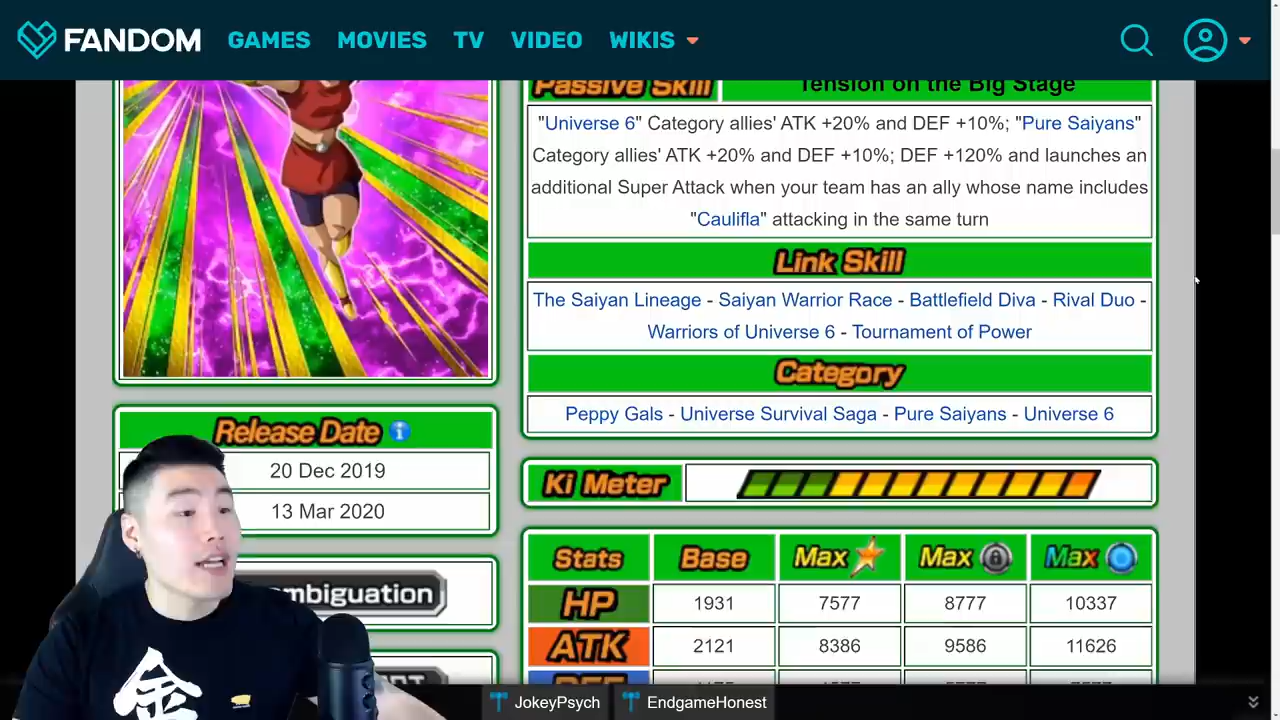 FANDOM GAMES MOVIES TV VIDEO WIKIS
Passive Skill Tension on the Big Stage
"Universe 6" Category allies' ATK +20% and DEF +10%; "Pure Saiyans"
Category allies' ATK +20% and DEF +10%; DEF +120% and launches an
additional Super Attack when your team has an ally whose name includes
"Caulifla" attacking in the same turn
Link Skill
The Saiyan Lineage - Saiyan Warrior Race - Battlefield Diva - Rival Duo -
Warriors of Universe 6 - Tournament of Power
Category
Peppy Gals - Universe Survival Saga - Pure Saiyans - Universe 6
Release Date i
20 Dec 2019
13 Mar 2020
Ki Meter
Stats Base Max Max Max
HP 1931 7577 8777 10337
ATK 2121 8386 9586 11626
金
JokeyPsych EndgameHonest